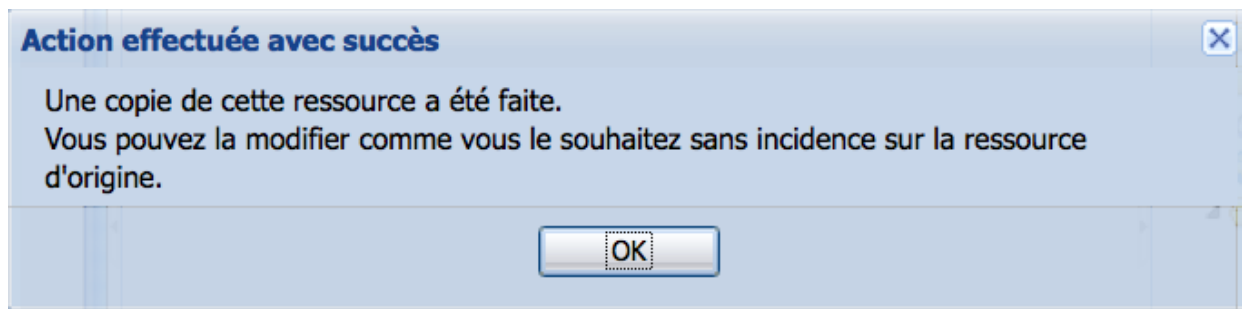 Action effectuée avec succès
Une copie de cette ressource a été faite.
Vous pouvez la modifier comme vous le souhaitez sans incidence sur la ressource
d'origine.
OK